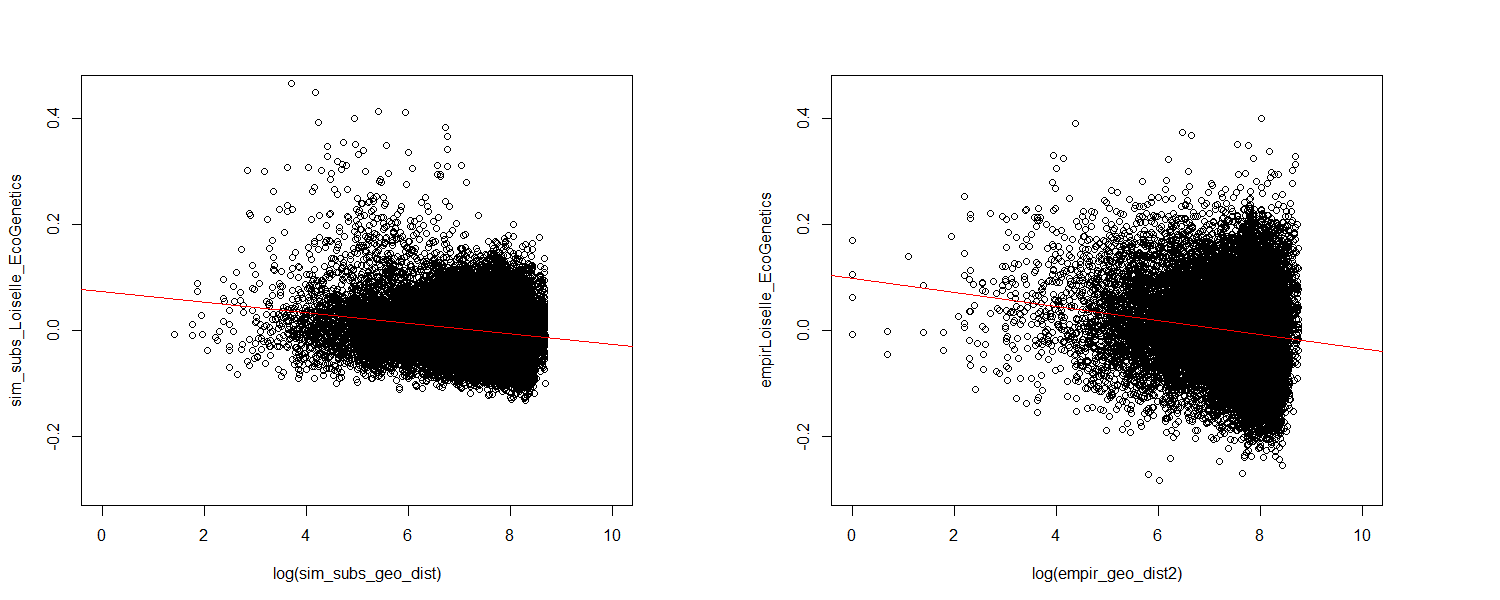 sim_subs_Loiselle_EcoGenetics
0.4
0.2
0.0
-0.2
0 2 4 6 8 10
log(sim_subs_geo_dist)
empirLoiselle_EcoGenetics
0.4
0.2
0.0
-0.2
0 2 4 6 8 10
log(empir_geo_dist2)